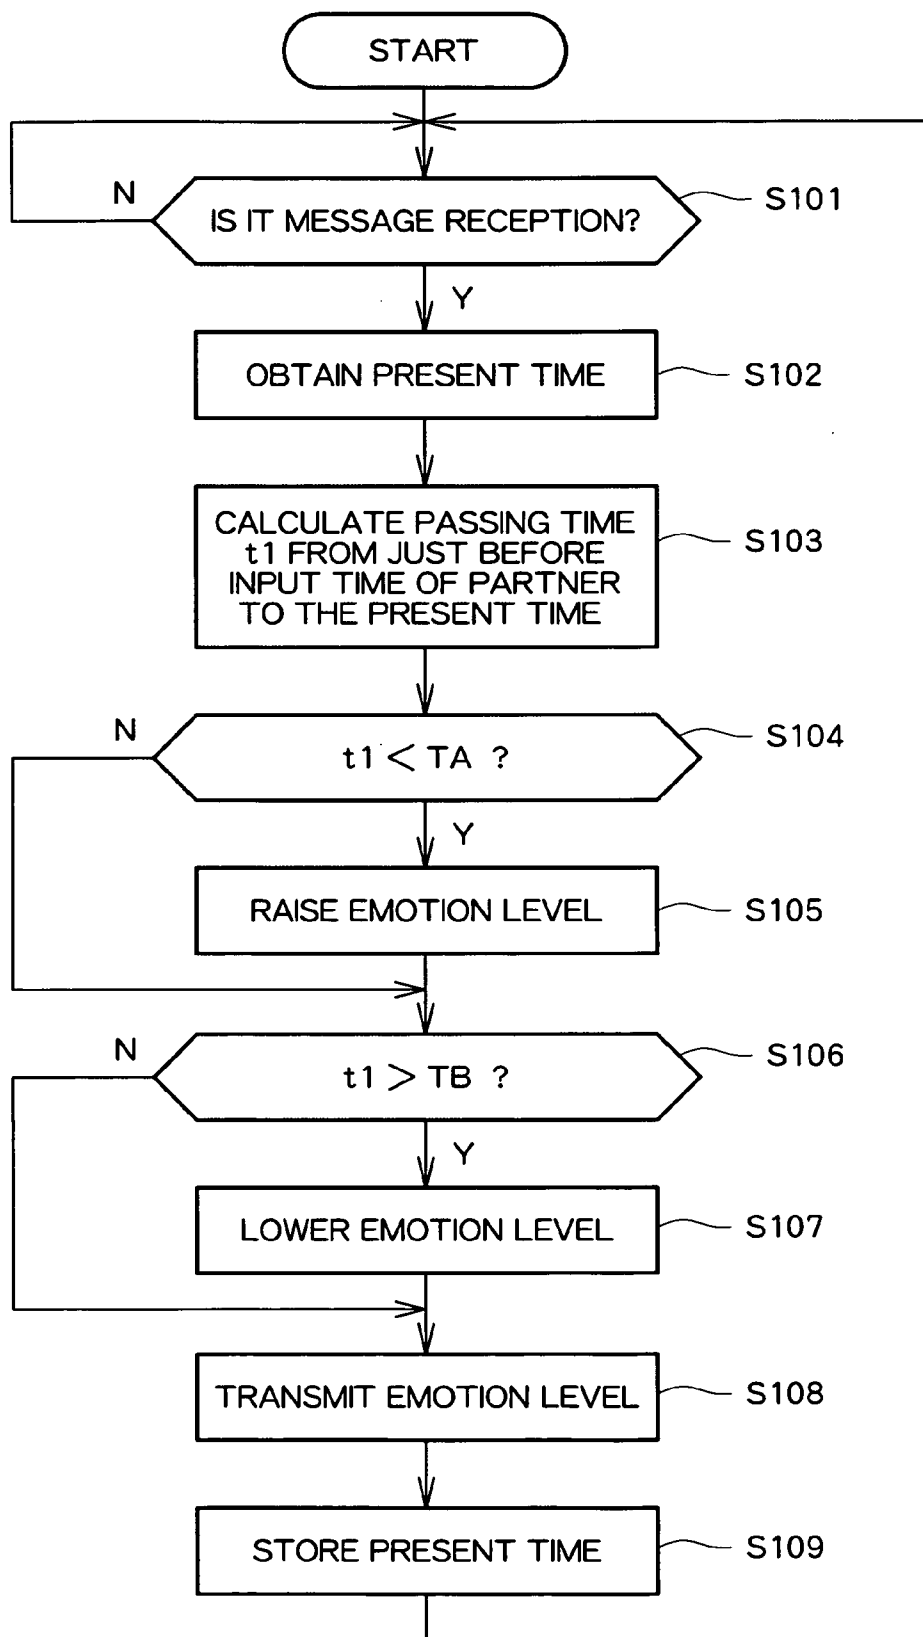 START
N
IS IT MESSAGE RECEPTION?
S101
Y
OBTAIN PRESENT TIME
S102
CALCULATE PASSING TIME
t1 FROM JUST BEFORE
INPUT TIME OF PARTNER
TO THE PRESENT TIME
S103
N
t1 < TA ?
S104
Y
RAISE EMOTION LEVEL
S105
N
t1 > TB ?
S106
Y
LOWER EMOTION LEVEL
S107
TRANSMIT EMOTION LEVEL
S108
STORE PRESENT TIME
S109